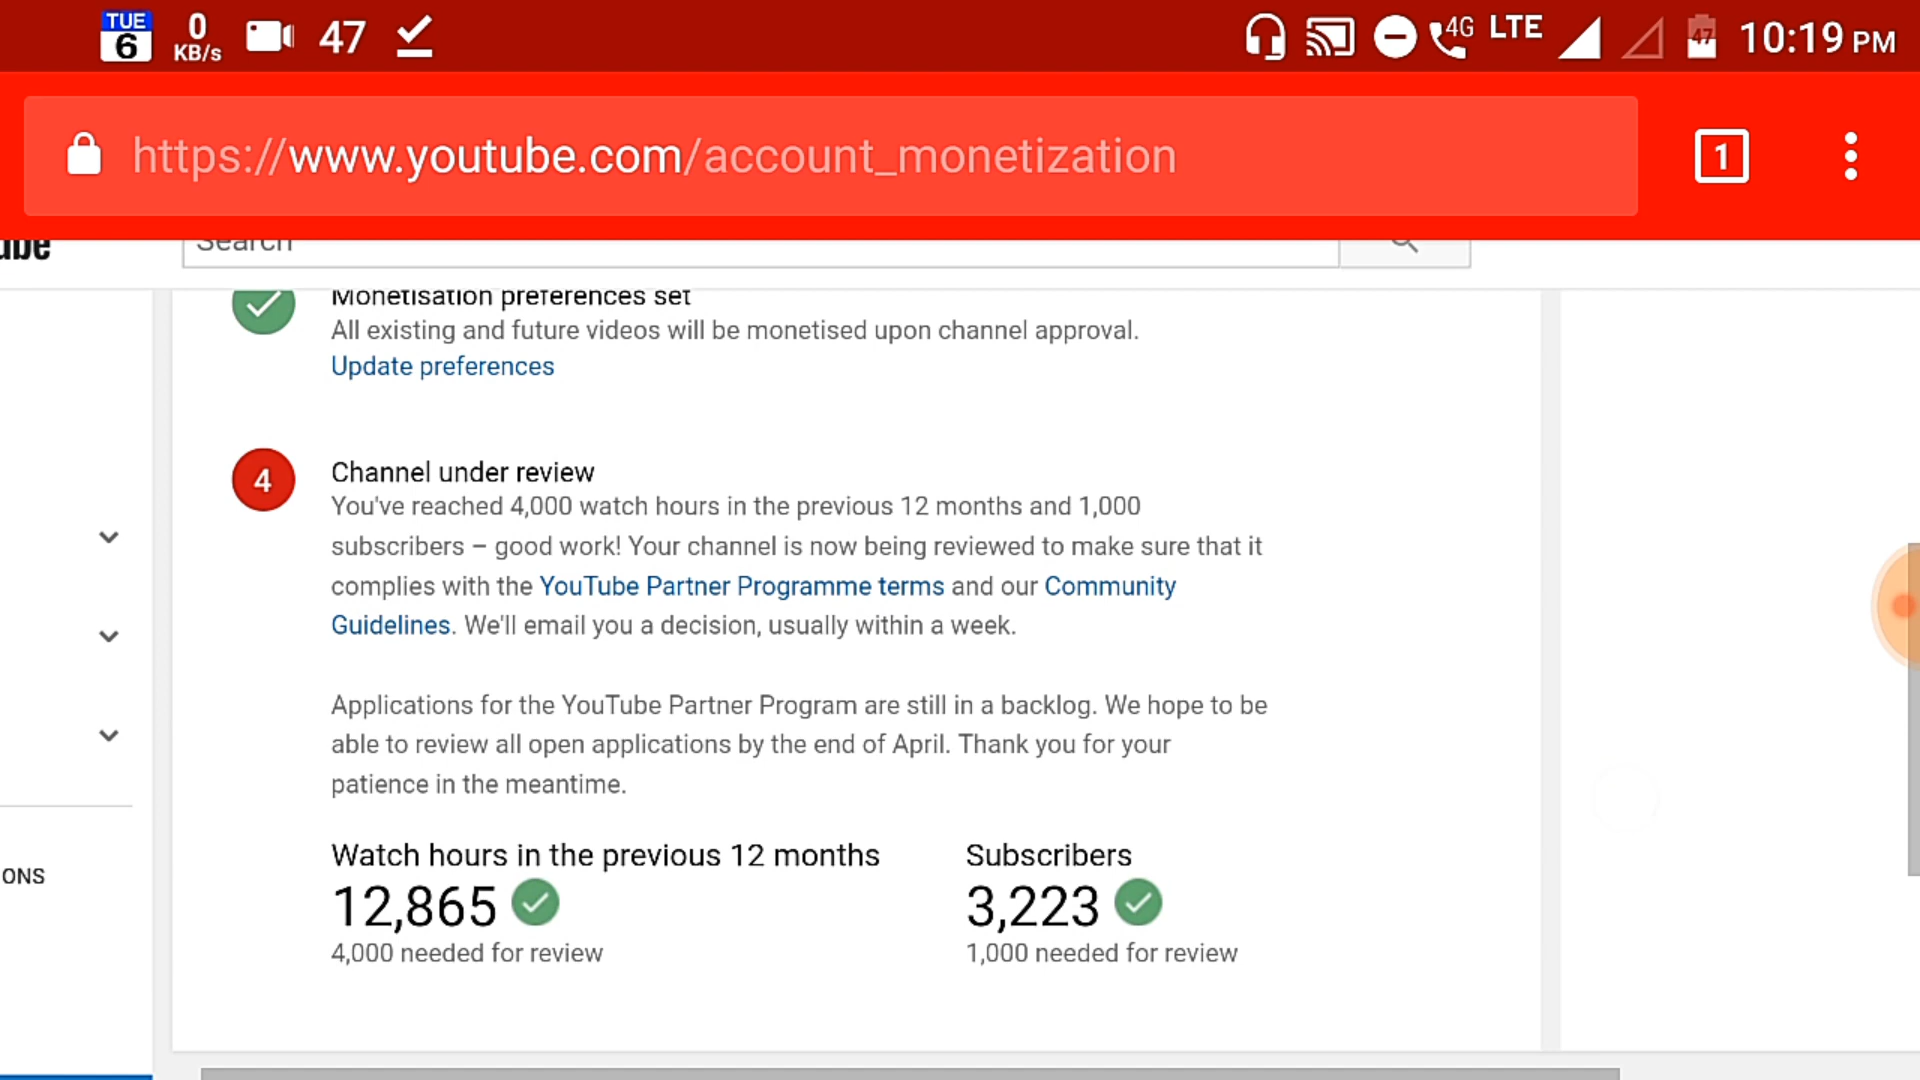 TUE
6
0
KB/s
47
4G
LTE
47
10:19 PM
https://www.youtube.com/account_monetization
1
ube
Search
Monetisation preferences set
All existing and future videos will be monetised upon channel approval.
Update preferences
4
Channel under review
You've reached 4,000 watch hours in the previous 12 months and 1,000
subscribers – good work! Your channel is now being reviewed to make sure that it
complies with the YouTube Partner Programme terms and our Community
Guidelines. We'll email you a decision, usually within a week.
Applications for the YouTube Partner Program are still in a backlog. We hope to be
able to review all open applications by the end of April. Thank you for your
patience in the meantime.
Watch hours in the previous 12 months
Subscribers
12,865
3,223
4,000 needed for review
1,000 needed for review
ONS